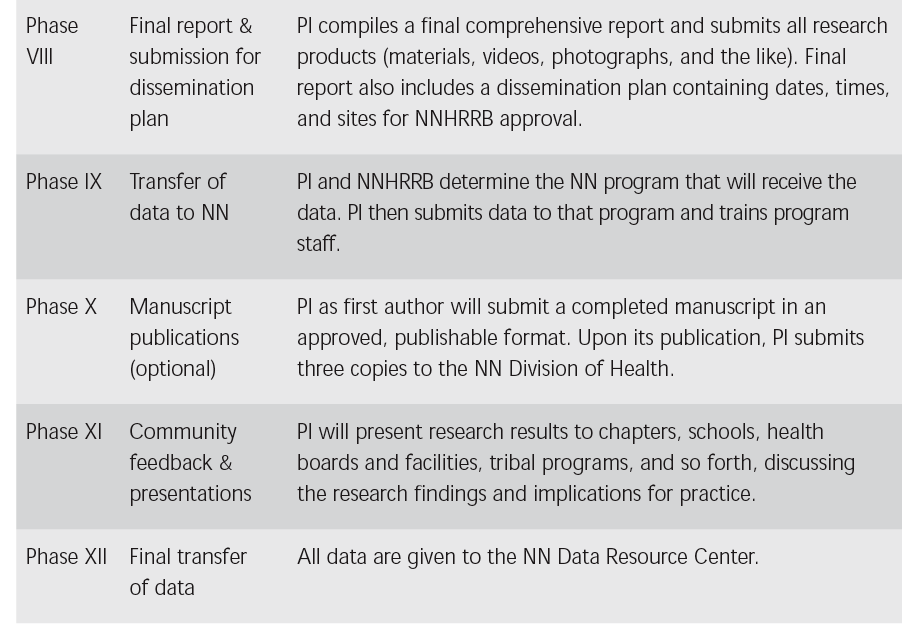 Phase
VIII
Final report &
submission for
dissemination
plan
PI compiles a final comprehensive report and submits all research
products (materials, videos, photographs, and the like). Final
report also includes a dissemination plan containing dates, times,
and sites for NNHRRB approval.
Phase IX
Transfer of
data to NN
PI and NNHRRB determine the NN program that will receive the
data. PI then submits data to that program and trains program
staff.
Phase X
Manuscript
publications
(optional)
PI as first author will submit a completed manuscript in an
approved, publishable format. Upon its publication, PI submits
three copies to the NN Division of Health.
Phase XI
Community
feedback &
presentations
PI will present research results to chapters, schools, health
boards and facilities, tribal programs, and so forth, discussing
the research findings and implications for practice.
Phase XII
Final transfer
of data
All data are given to the NN Data Resource Center.